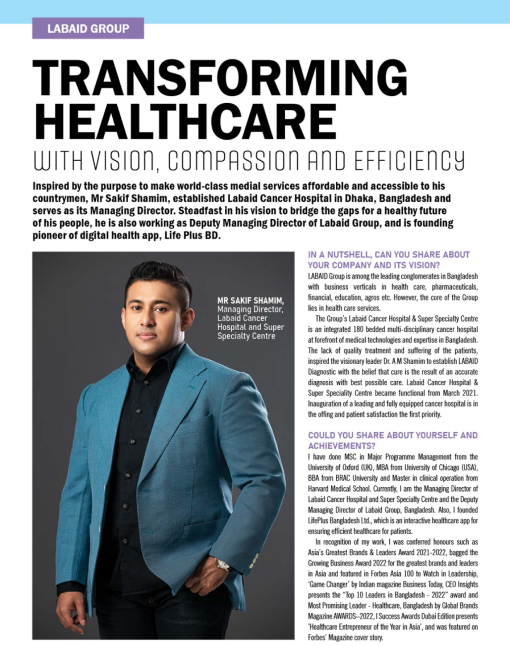 LABAID GROUP
TRANSFORMING
HEALTHCARE
WITH VISION, COMPASSION AND EFFICIENCY
Inspired by the purpose to make world-class medial services affordable and accessible to his
countrymen, Mr Sakif Shamim, established Labaid Cancer Hospital in Dhaka, Bangladesh and
serves as its Managing Director. Steadfast in his vision to bridge the gaps for a healthy future
of his people, he is also working as Deputy Managing Director of Labaid Group, and is founding
pioneer of digital health app, Life Plus BD.
MR SAKIF SHAMIM,
Managing Director,
Labaid Cancer
Hospital and Super
Specialty Centre
IN A NUTSHELL, CAN YOU SHARE ABOUT
YOUR COMPANY AND ITS VISION?
LABAID Group is among the leading conglomerates in Bangladesh
with business verticals in health care, pharmaceuticals,
financial, education, agros etc. However, the core of the Group
lies in health care services.
The Group's Labaid Cancer Hospital & Super Specialty Centre
is an integrated 180 bedded multi-disciplinary cancer hospital
at forefront of medical technologies and expertise in Bangladesh.
The lack of quality treatment and suffering of the patients,
inspired the visionary leader Dr. A M Shamim to establish LABAID
Diagnostic with the belief that cure is the result of an accurate
diagnosis with best possible care. Labaid Cancer Hospital &
Super Speciality Centre became functional from March 2021.
Inauguration of a leading and fully equipped cancer hospital is in
the offing and patient satisfaction the first priority.
COULD YOU SHARE ABOUT YOURSELF AND
ACHIEVEMENTS?
I have done MSC in Major Programme Management from the
University of Oxford (UK), MBA from University of Chicago (USA),
BBA from BRAC University and Master in clinical operation from
Harvard Medical School. Currently, I am the Managing Director of
Labaid Cancer Hospital and Super Specialty Centre and the Deputy
Managing Director of Labaid Group, Bangladesh. Also, I founded
LifePlus Bangladesh Ltd., which is an interactive healthcare app for
ensuring efficient healthcare for patients.
In recognition of my work, I was conferred honours such as
Asia's Greatest Brands & Leaders Award 2021-2022, bagged the
Growing Business Award 2022 for the greatest brands and leaders
in Asia and featured in Forbes Asia 100 to Watch in Leadership,
'Game Changer' by Indian magazine Business Today, CEO Insights
presents the "Top 10 Leaders in Bangladesh - 2022" award and
Most Promising Leader - Healthcare, Bangladesh by Global Brands
Magazine AWARDS–2022, I Success Awards Dubai Edition presents
'Healthcare Entrepreneur of the Year in Asia', and was featured on
Forbes' Magazine cover story.